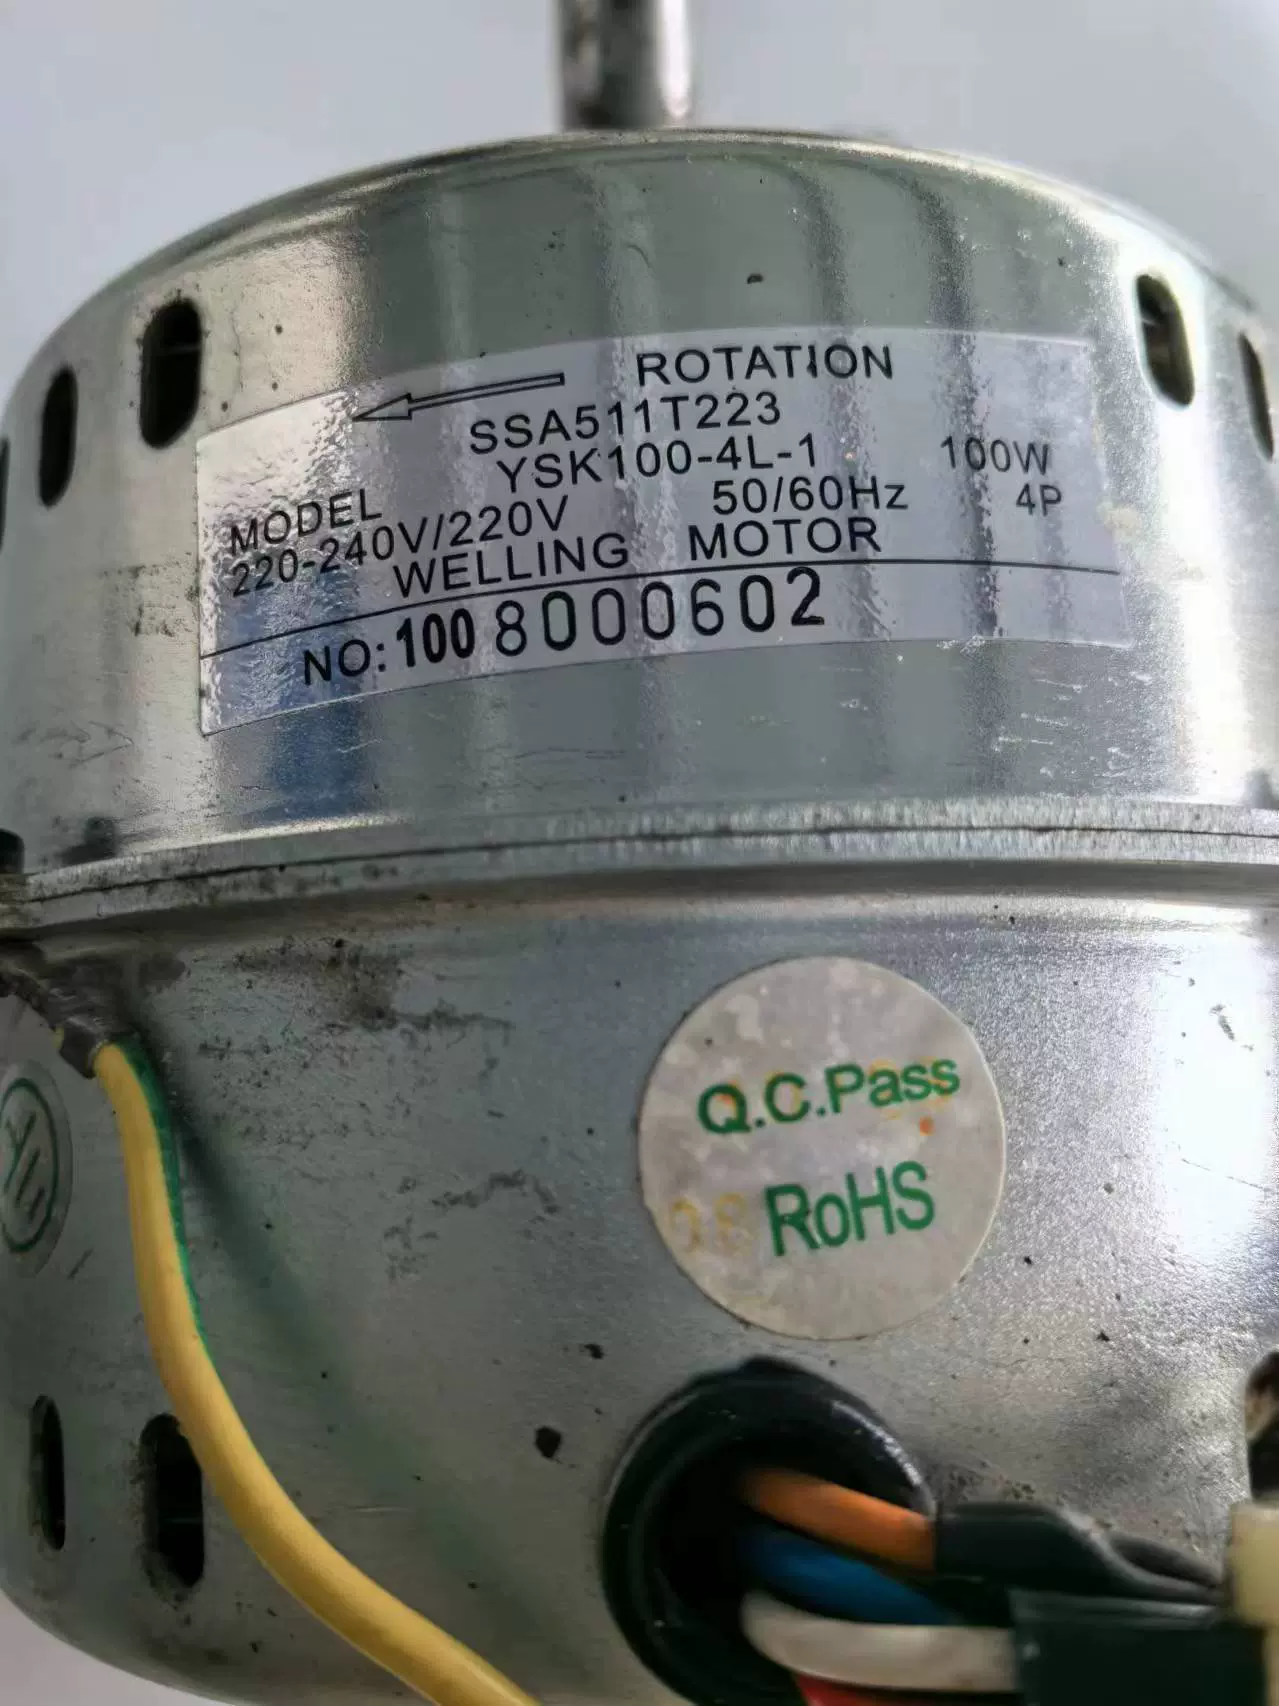 ROTATION
SSA511T223
MODEL YSK100-4L-1 100W
220-240V/220V 50/60Hz 4P
WELLING MOTOR
NO: 100 8000602
Q.C.Pass
RoHS